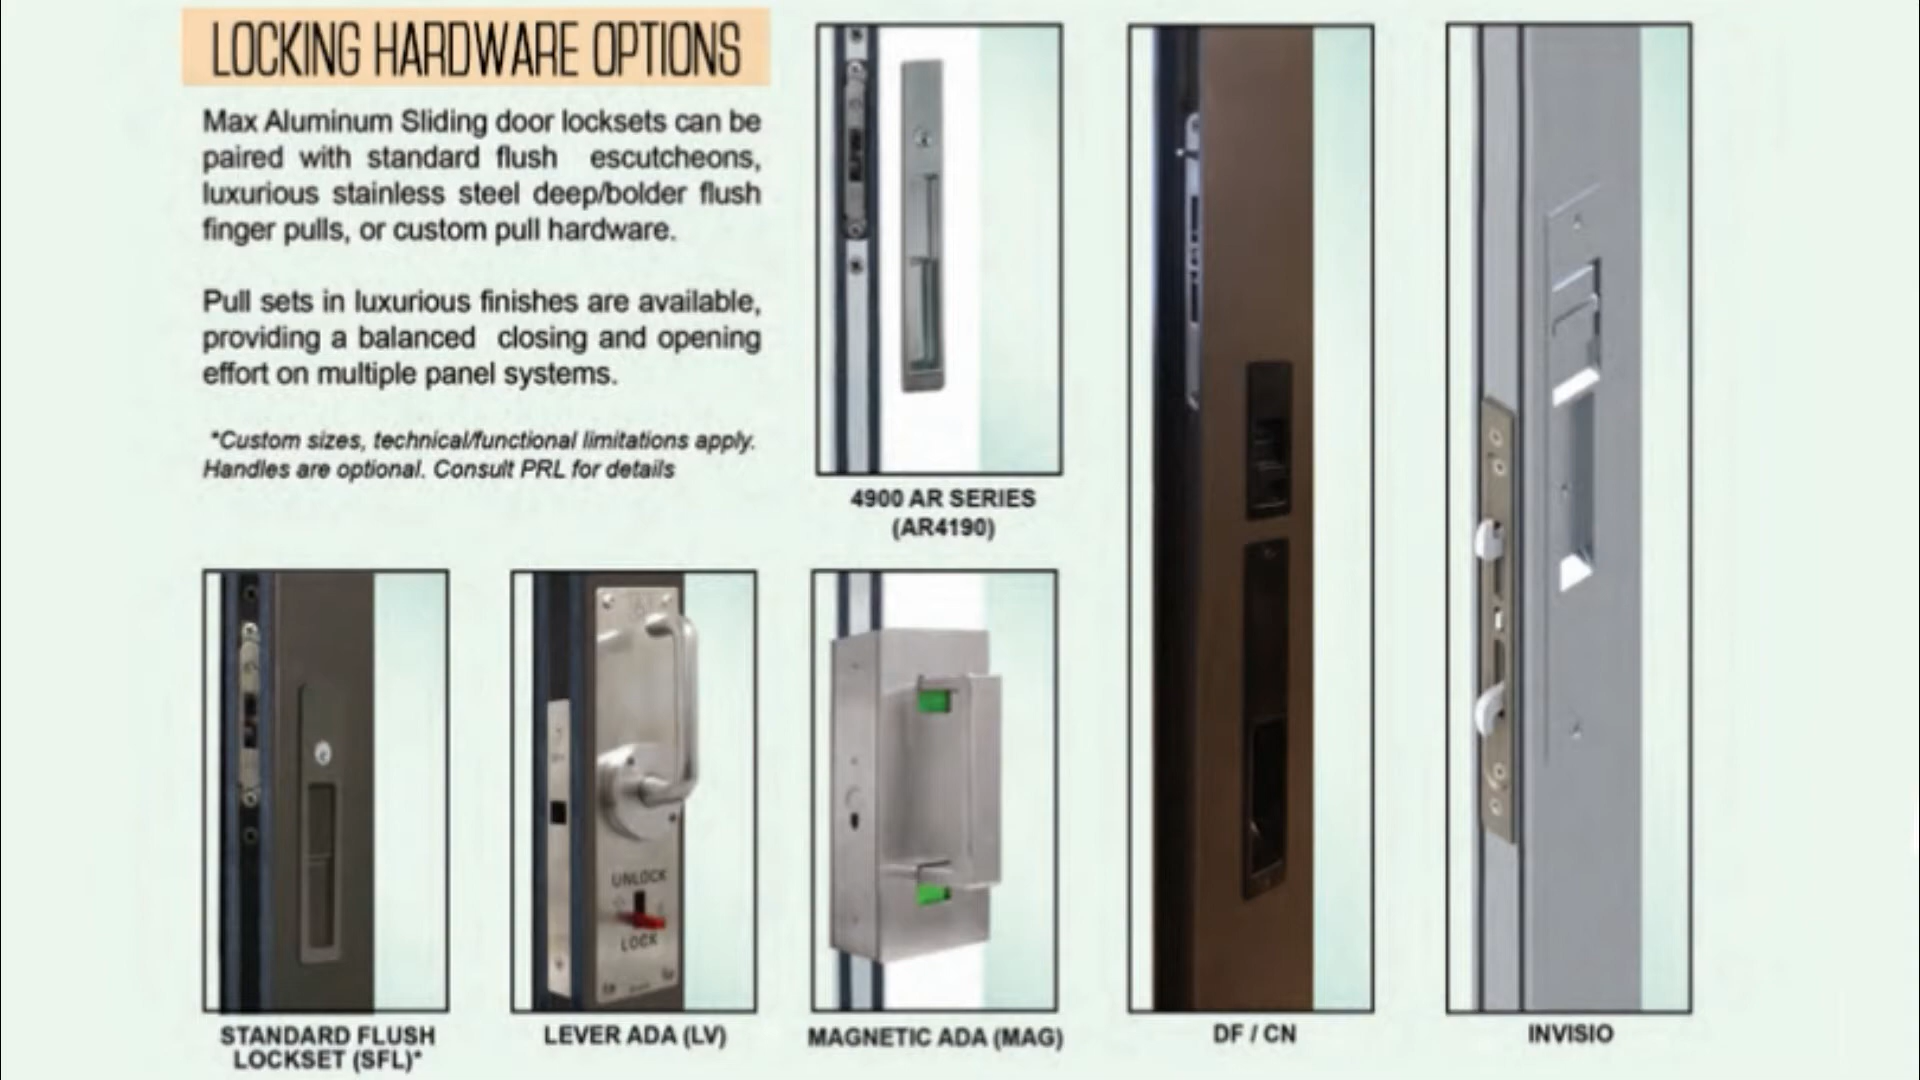 LOCKING HARDWARE OPTIONS
Max Aluminum Sliding door locksets can be
paired with standard flush escutcheons,
luxurious stainless steel deep/bolder flush
finger pulls, or custom pull hardware.
Pull sets in luxurious finishes are available,
providing a balanced closing and opening
effort on multiple panel systems.
*Custom sizes, technical/functional limitations apply.
Handles are optional. Consult PRL for details
4900 AR SERIES
(AR4190)
UNLOCK
LOCK
STANDARD FLUSH
LOCKSET (SFL)*
LEVER ADA (LV)
MAGNETIC ADA (MAG)
DF / CN
INVISIO